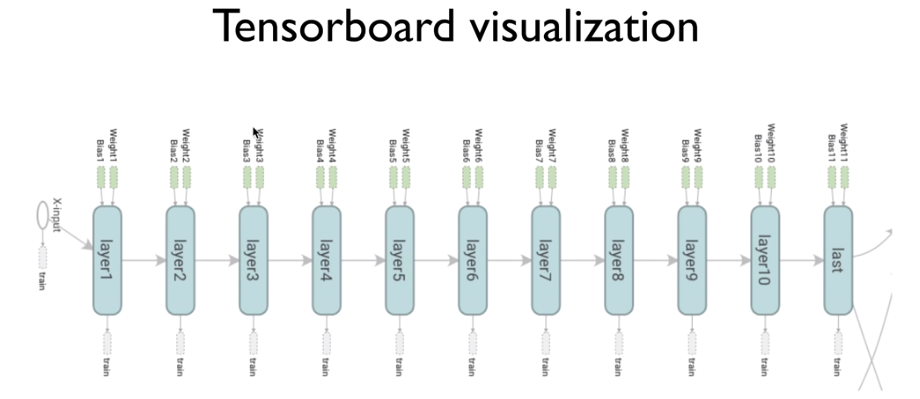 Tensorboard visualization
Bias1
Weight1
Bias2
Weight2
Bias3
Weight3
Bias4
Weight4
Bias5
Weight5
Bias6
Weight6
Bias7
Weight7
Bias8
Weight8
Bias9
Weight9
Bias10
Weight10
Bias11
Weight11
X-input
layer1
layer2
layer3
layer4
layer5
layer6
layer7
layer8
layer9
layer10
last
train
train
train
train
train
train
train
train
train
train
train
train